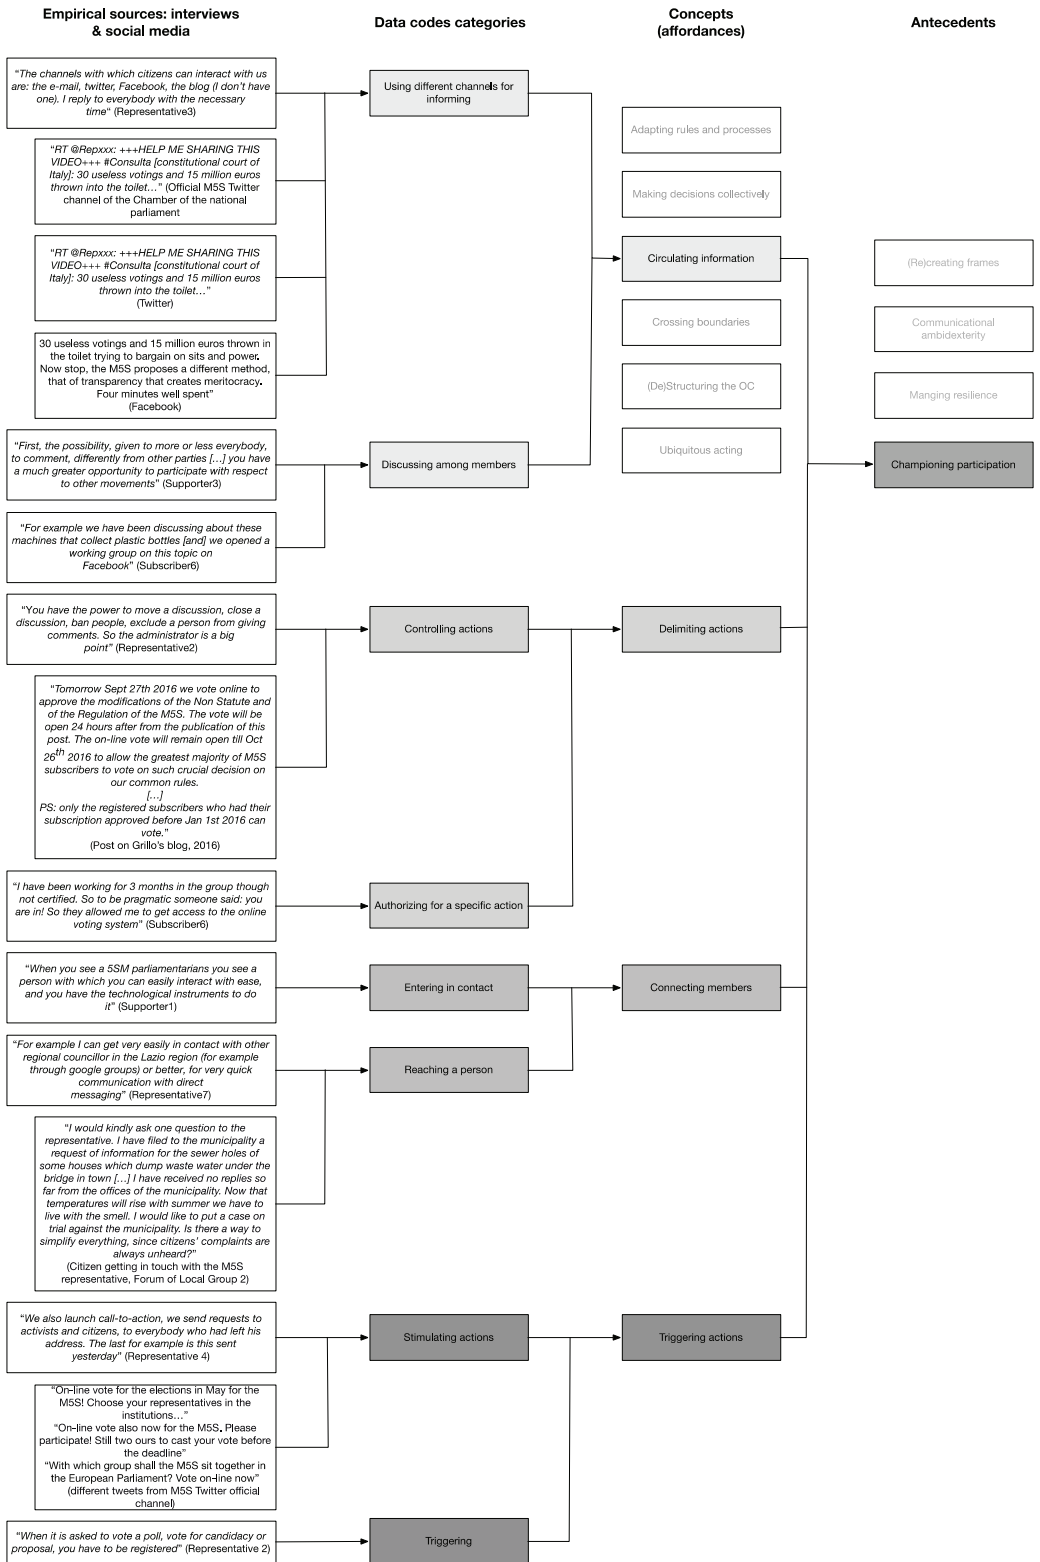 Empirical sources: interviews
& social media
Data codes categories
Concepts
(affordances)
Antecedents
“The channels with which citizens can interact with us
are: the e-mail, twitter, Facebook, the blog (I don’t have
one). I reply to everybody with the necessary
time“ (Representative3)
“RT @Repxxx: +++HELP ME SHARING THIS
VIDEO+++ #Consulta [constitutional court of
Italy]: 30 useless votings and 15 million euros
thrown into the toilet…” (Official M5S Twitter
channel of the Chamber of the national
parliament
“RT @Repxxx: +++HELP ME SHARING THIS
VIDEO+++ #Consulta [constitutional court of
Italy]: 30 useless votings and 15 million euros
thrown into the toilet…”
(Twitter)
30 useless votings and 15 million euros thrown in
the toilet trying to bargain on sits and power.
Now stop, the M5S proposes a different method,
that of transparency that creates meritocracy.
Four minutes well spent”
(Facebook)
“First, the possibility, given to more or less everybody,
to comment, differently from other parties […] you have
a much greater opportunity to participate with respect
to other movements” (Supporter3)
“For example we have been discussing about these
machines that collect plastic bottles [and] we opened a
working group on this topic on
Facebook” (Subscriber6)
“You have the power to move a discussion, close a
discussion, ban people, exclude a person from giving
comments. So the administrator is a big
point” (Representative2)
“Tomorrow Sept 27th 2016 we vote online to
approve the modifications of the Non Statute and
of the Regulation of the M5S. The vote will be
open 24 hours after from the publication of this
post. The on-line vote will remain open till Oct
26th 2016 to allow the greatest majority of M5S
subscribers to vote on such crucial decision on
our common rules.
[…]
PS: only the registered subscribers who had their
subscription approved before Jan 1st 2016 can
vote.”
(Post on Grillo’s blog, 2016)
“I have been working for 3 months in the group though
not certified. So to be pragmatic someone said: you
are in! So they allowed me to get access to the online
voting system” (Subscriber6)
“When you see a 5SM parliamentarians you see a
person with which you can easily interact with ease,
and you have the technological instruments to do
it” (Supporter1)
“For example I can get very easily in contact with other
regional councillor in the Lazio region (for example
through google groups) or better, for very quick
communication with direct
messaging” (Representative7)
“I would kindly ask one question to the
representative. I have filed to the municipality a
request of information for the sewer holes of
some houses which dump waste water under the
bridge in town […] I have received no replies so
far from the offices of the municipality. Now that
temperatures will rise with summer we have to
live with the smell. I would like to put a case on
trial against the municipality. Is there a way to
simplify everything, since citizens’ complaints are
always unheard?”
(Citizen getting in touch with the M5S
representative, Forum of Local Group 2)
“We also launch call-to-action, we send requests to
activists and citizens, to everybody who had left his
address. The last for example is this sent
yesterday” (Representative 4)
“On-line vote for the elections in May for the
M5S! Choose your representatives in the
institutions…”
“On-line vote also now for the M5S. Please
participate! Still two ours to cast your vote before
the deadline”
“With which group shall the M5S sit together in
the European Parliament? Vote on-line now”
(different tweets from M5S Twitter official
channel)
“When it is asked to vote a poll, vote for candidacy or
proposal, you have to be registered” (Representative 2)
Using different channels for
informing
Discussing among members
Controlling actions
Authorizing for a specific action
Entering in contact
Reaching a person
Stimulating actions
Triggering
Adapting rules and processes
Making decisions collectively
Circulating information
Crossing boundaries
(De)Structuring the OC
Ubiquitous acting
Delimiting actions
Connecting members
Triggering actions
(Re)creating frames
Communicational
ambidexterity
Manging resilience
Championing participation